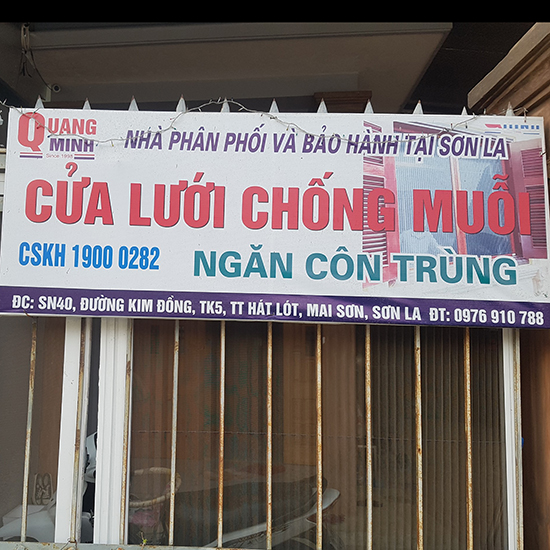 QUANG MINH
Since 1998
NHÀ PHÂN PHỐI VÀ BẢO HÀNH TẠI SƠN LA
CỬA LƯỚI CHỐNG MUỖI
CSKH 1900 0282
NGĂN CÔN TRÙNG
ĐC: SN40, ĐƯỜNG KIM ĐỒNG, TK5, TT HÁT LÓT, MAI SƠN, SƠN LA ĐT: 0976 910 788